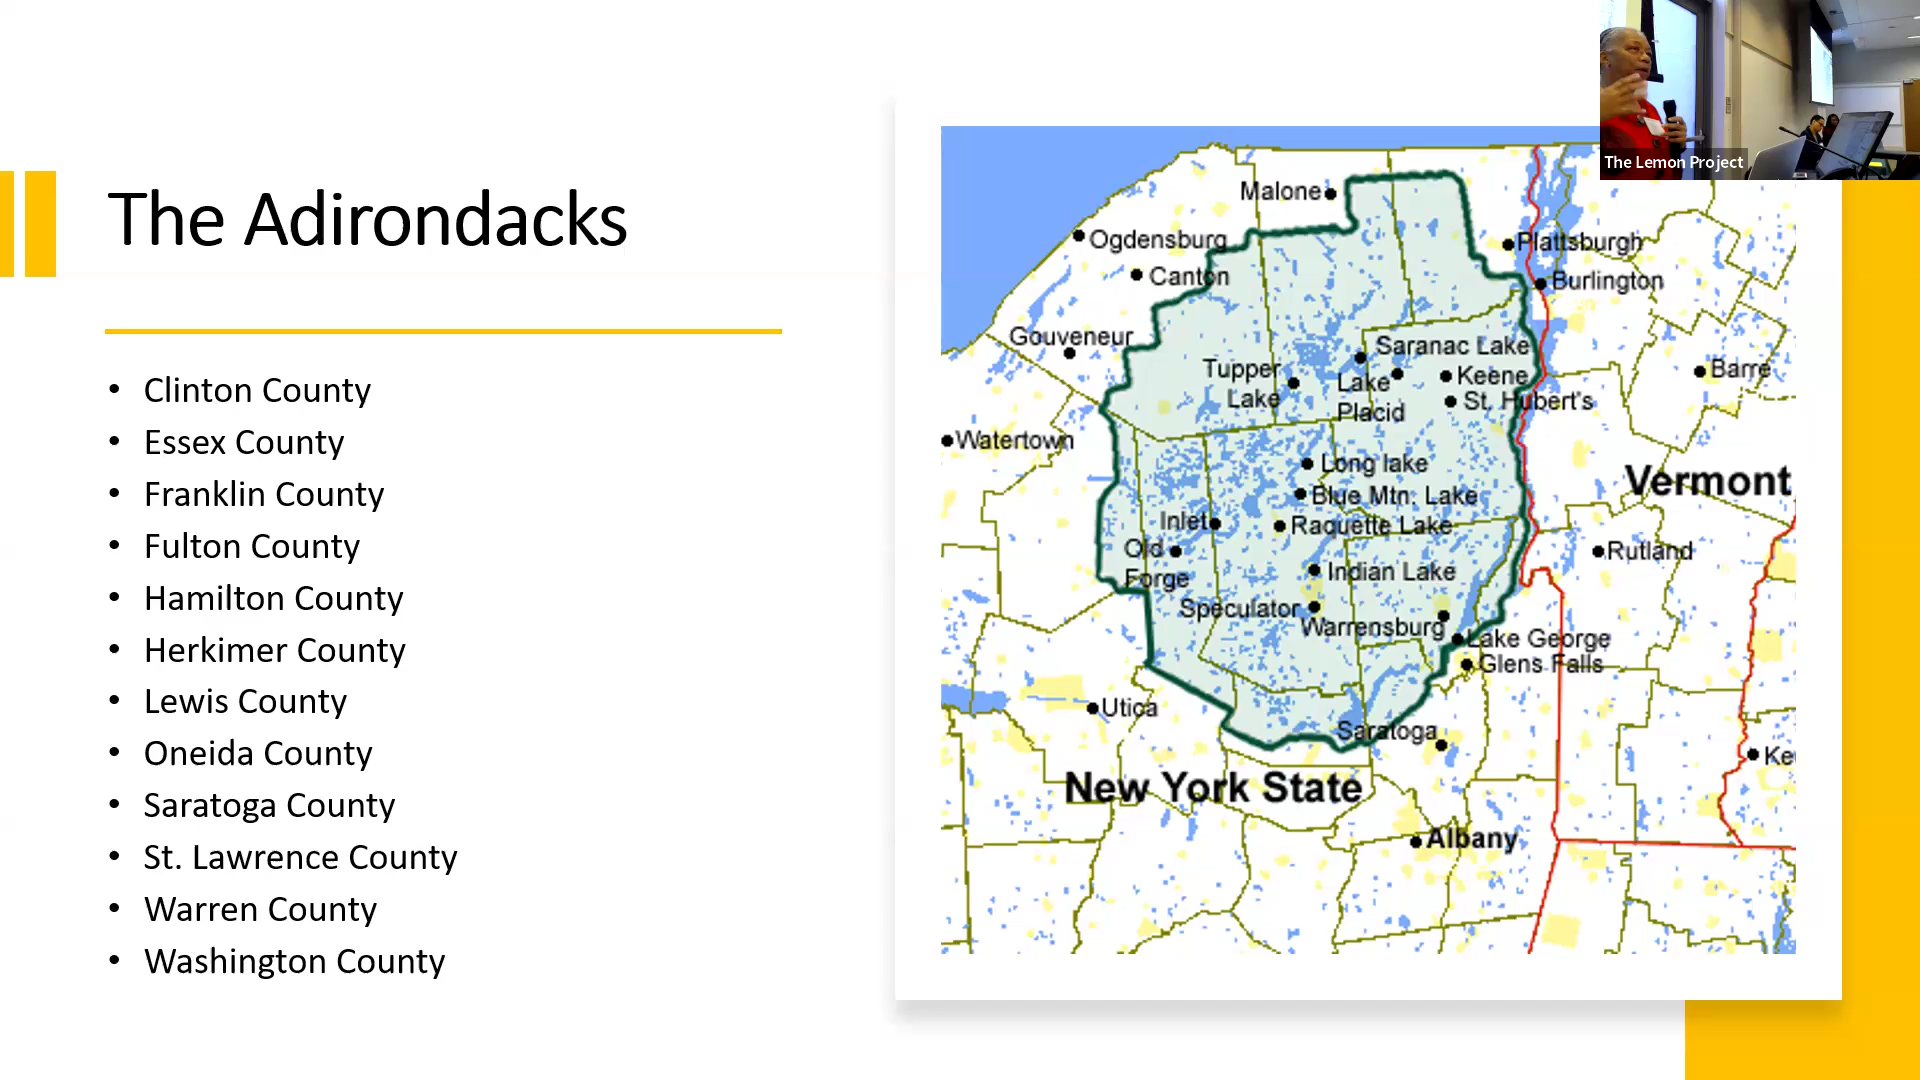 The Adirondacks
• Clinton County
• Essex County
• Franklin County
• Fulton County
• Hamilton County
• Herkimer County
• Lewis County
• Oneida County
• Saratoga County
• St. Lawrence County
• Warren County
• Washington County
The Lemon Project
Malone
Ogdensburg
Plattsburgh
Canton
Burlington
Gouveneur
Saranac Lake
Tupper
Lake
Lake
Placid
Keene
St. Hubert's
Barre
Watertown
Long lake
Blue Mtn. Lake
Vermont
Inlet
Raquette Lake
Old
Forge
Rutland
Indian Lake
Speculator
Warrensburg
Lake George
Glens Falls
Utica
Saratoga
Ke
New York State
Albany